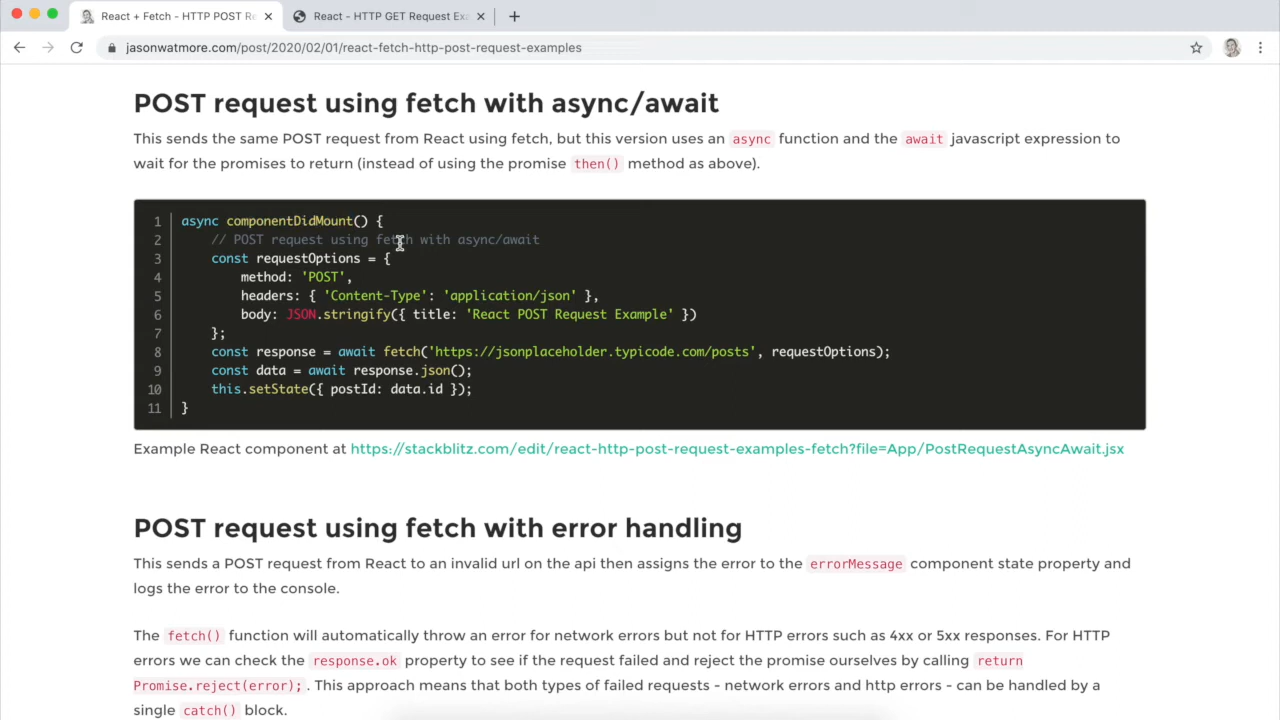 React + Fetch - HTTP POST Re
React - HTTP GET Request Exa
jasonwatmore.com/post/2020/02/01/react-fetch-http-post-request-examples
POST request using fetch with async/await
This sends the same POST request from React using fetch, but this version uses an async function and the await javascript expression to
wait for the promises to return (instead of using the promise then() method as above).
1 async componentDidMount() {
2 // POST request using fetch with async/await
3 const requestOptions = {
4 method: 'POST',
5 headers: { 'Content-Type': 'application/json' },
6 body: JSON.stringify({ title: 'React POST Request Example' })
7 };
8 const response = await fetch('https://jsonplaceholder.typicode.com/posts', requestOptions);
9 const data = await response.json();
10 this.setState({ postId: data.id });
11 }
Example React component at https://stackblitz.com/edit/react-http-post-request-examples-fetch?file=App/PostRequestAsyncAwait.jsx
POST request using fetch with error handling
This sends a POST request from React to an invalid url on the api then assigns the error to the errorMessage component state property and
logs the error to the console.
The fetch() function will automatically throw an error for network errors but not for HTTP errors such as 4xx or 5xx responses. For HTTP
errors we can check the response.ok property to see if the request failed and reject the promise ourselves by calling return
Promise.reject(error); . This approach means that both types of failed requests - network errors and http errors - can be handled by a
single catch() block.